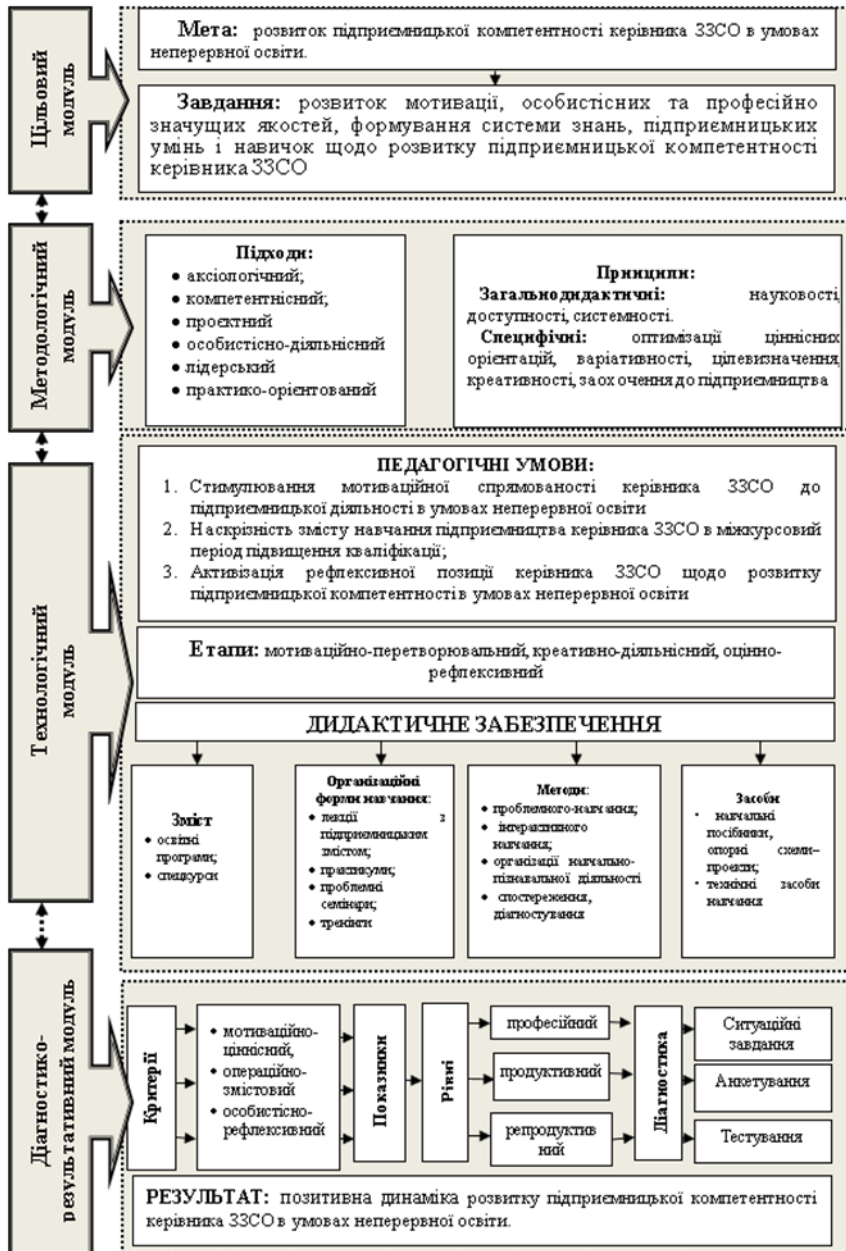 Цільовий
модуль
Мета: розвиток підприємницької компетентності керівника ЗЗСО в умовах
неперервної освіти.
Завдання: розвиток мотивації, особистісних та професійно
значущих якостей, формування системи знань, підприємницьких
умінь і навичок щодо розвитку підприємницької компетентності
керівника ЗЗСО
Методологічний
модуль
Підходи:
• аксіологічний;
• компетентнісний;
• проєктний
• особистісно-діяльнісний
• лідерський
• практико-орієнтований
Принципи:
Загальнодидактичні: науковості,
доступності, системності.
Специфічні: оптимізації ціннісних
орієнтацій, варіативності, цілевизначення,
креативності, заохочення до підприємництва
Технологічний
модуль
ПЕДАГОГІЧНІ УМОВИ:
1. Стимулювання мотиваційної спрямованості керівника ЗЗСО до
підприємницької діяльності в умовах неперервної освіти
2. Наскрізність змісту навчання підприємництва керівника ЗЗСО в міжкурсовий
період підвищення кваліфікації;
3. Активізація рефлексивної позиції керівника ЗЗСО щодо розвитку
підприємницької компетентності в умовах неперервної освіти
Етапи: мотиваційно-перетворювальний, креативно-діяльнісний, оцінно-
рефлексивний
ДИДАКТИЧНЕ ЗАБЕЗПЕЧЕННЯ
Зміст
• освітні
програми;
• спецкурси
Організаційні
форми навчання:
• лекції з
підприємницьким
змістом;
• практикуми;
• проблемні
семінари;
• тренінги
Методи:
• проблемного-навчання;
• інтерактивного
навчання;
• організації навчально-
пізнавальної діяльності
• спостереження,
діагностування
Засоби
• навчальні
посібники,
опорні схеми–
проекти;
• технічні засоби
навчання
Діагностико-
результативний модуль
Критерії
• мотиваційно-
ціннісний,
• операційно-
змістовий
• особистісно-
рефлексивний
Показники
Рівні
професійний
продуктивний
репродуктив
ний
Діагностика
Ситуаційні
завдання
Анкетування
Тестування
РЕЗУЛЬТАТ: позитивна динаміка розвитку підприємницької компетентності
керівника ЗЗСО в умовах неперервної освіти.